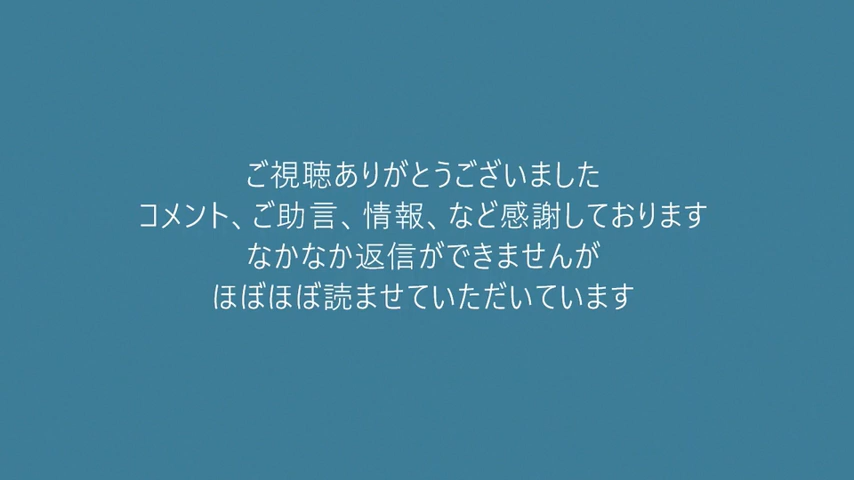 ご視聴ありがとうございました
コメント、ご助言、情報、など感謝しております
なかなか返信ができませんが
ほぼほぼ読ませていただいています